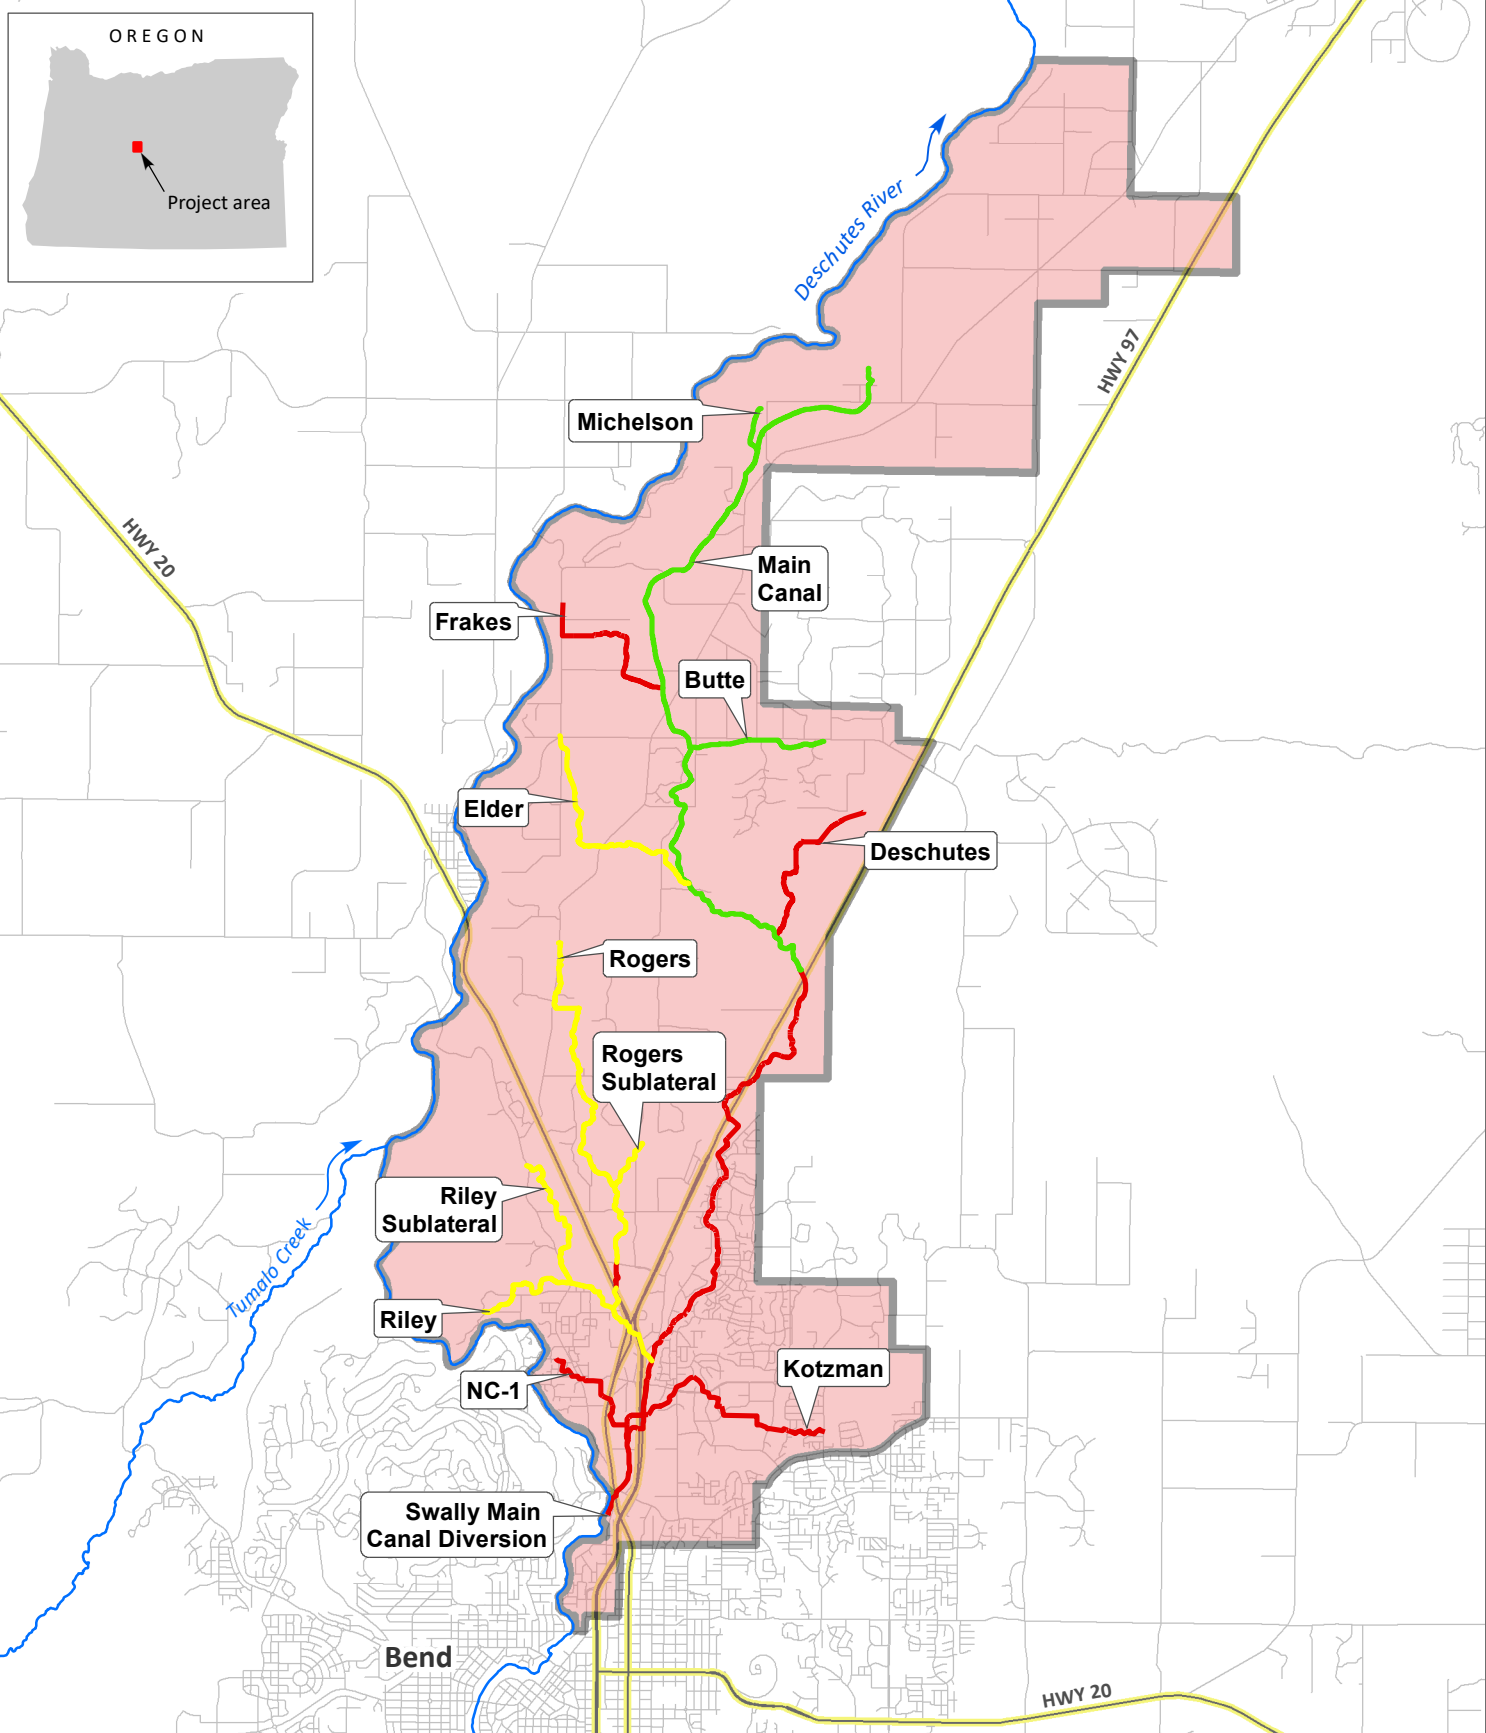 OREGON
Project area
Deschutes River
HWY 97
Michelson
HWY 20
Main
Canal
Frakes
Butte
Elder
Deschutes
Rogers
Rogers
Sublateral
Riley
Sublateral
Tumalo Creek
Riley
Kotzman
NC-1
Swally Main
Canal Diversion
Bend
HWY 20